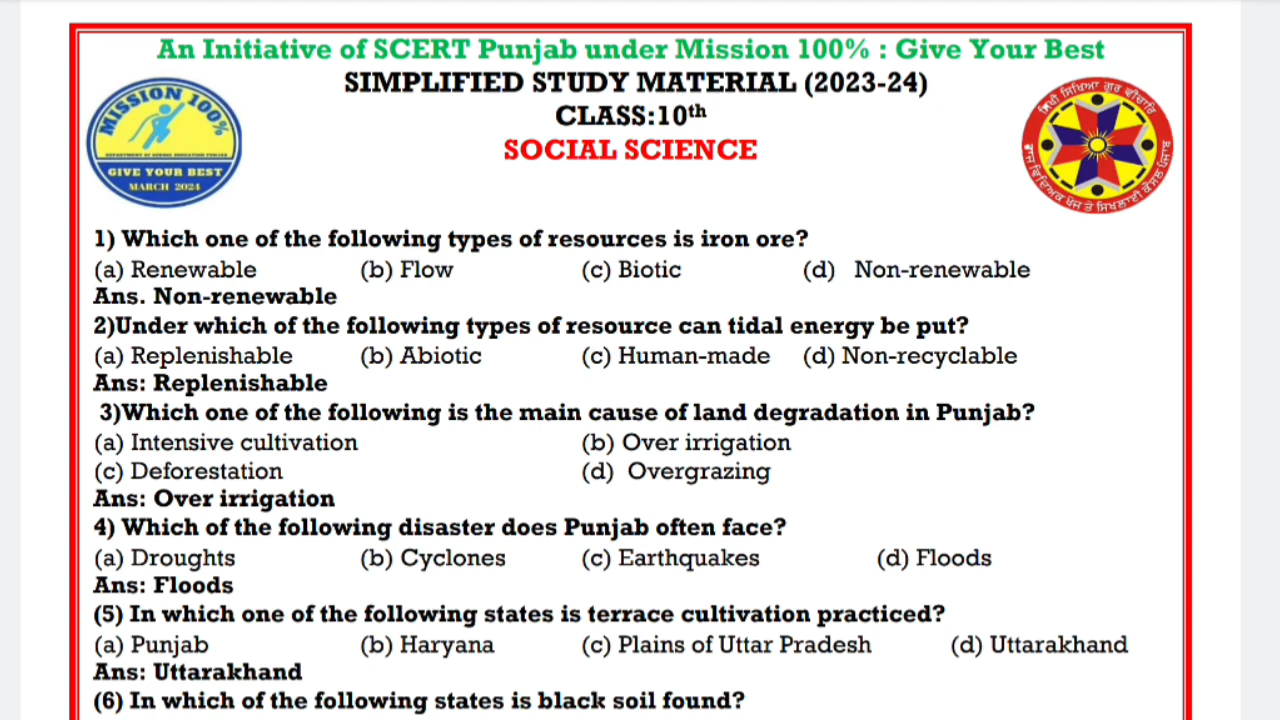 An Initiative of SCERT Punjab under Mission 100% : Give Your Best
SIMPLIFIED STUDY MATERIAL (2023-24)
CLASS:10th
SOCIAL SCIENCE
MISSION 100%
DEPARTMENT OF SCHOOL EDUCATION PUNJAB
GIVE YOUR BEST
MARCH 2024
1) Which one of the following types of resources is iron ore?
(a) Renewable (b) Flow (c) Biotic (d) Non-renewable
Ans. Non-renewable
2)Under which of the following types of resource can tidal energy be put?
(a) Replenishable (b) Abiotic (c) Human-made (d) Non-recyclable
Ans: Replenishable
3)Which one of the following is the main cause of land degradation in Punjab?
(a) Intensive cultivation (b) Over irrigation
(c) Deforestation (d) Overgrazing
Ans: Over irrigation
4) Which of the following disaster does Punjab often face?
(a) Droughts (b) Cyclones (c) Earthquakes (d) Floods
Ans: Floods
(5) In which one of the following states is terrace cultivation practiced?
(a) Punjab (b) Haryana (c) Plains of Uttar Pradesh (d) Uttarakhand
Ans: Uttarakhand
(6) In which of the following states is black soil found?